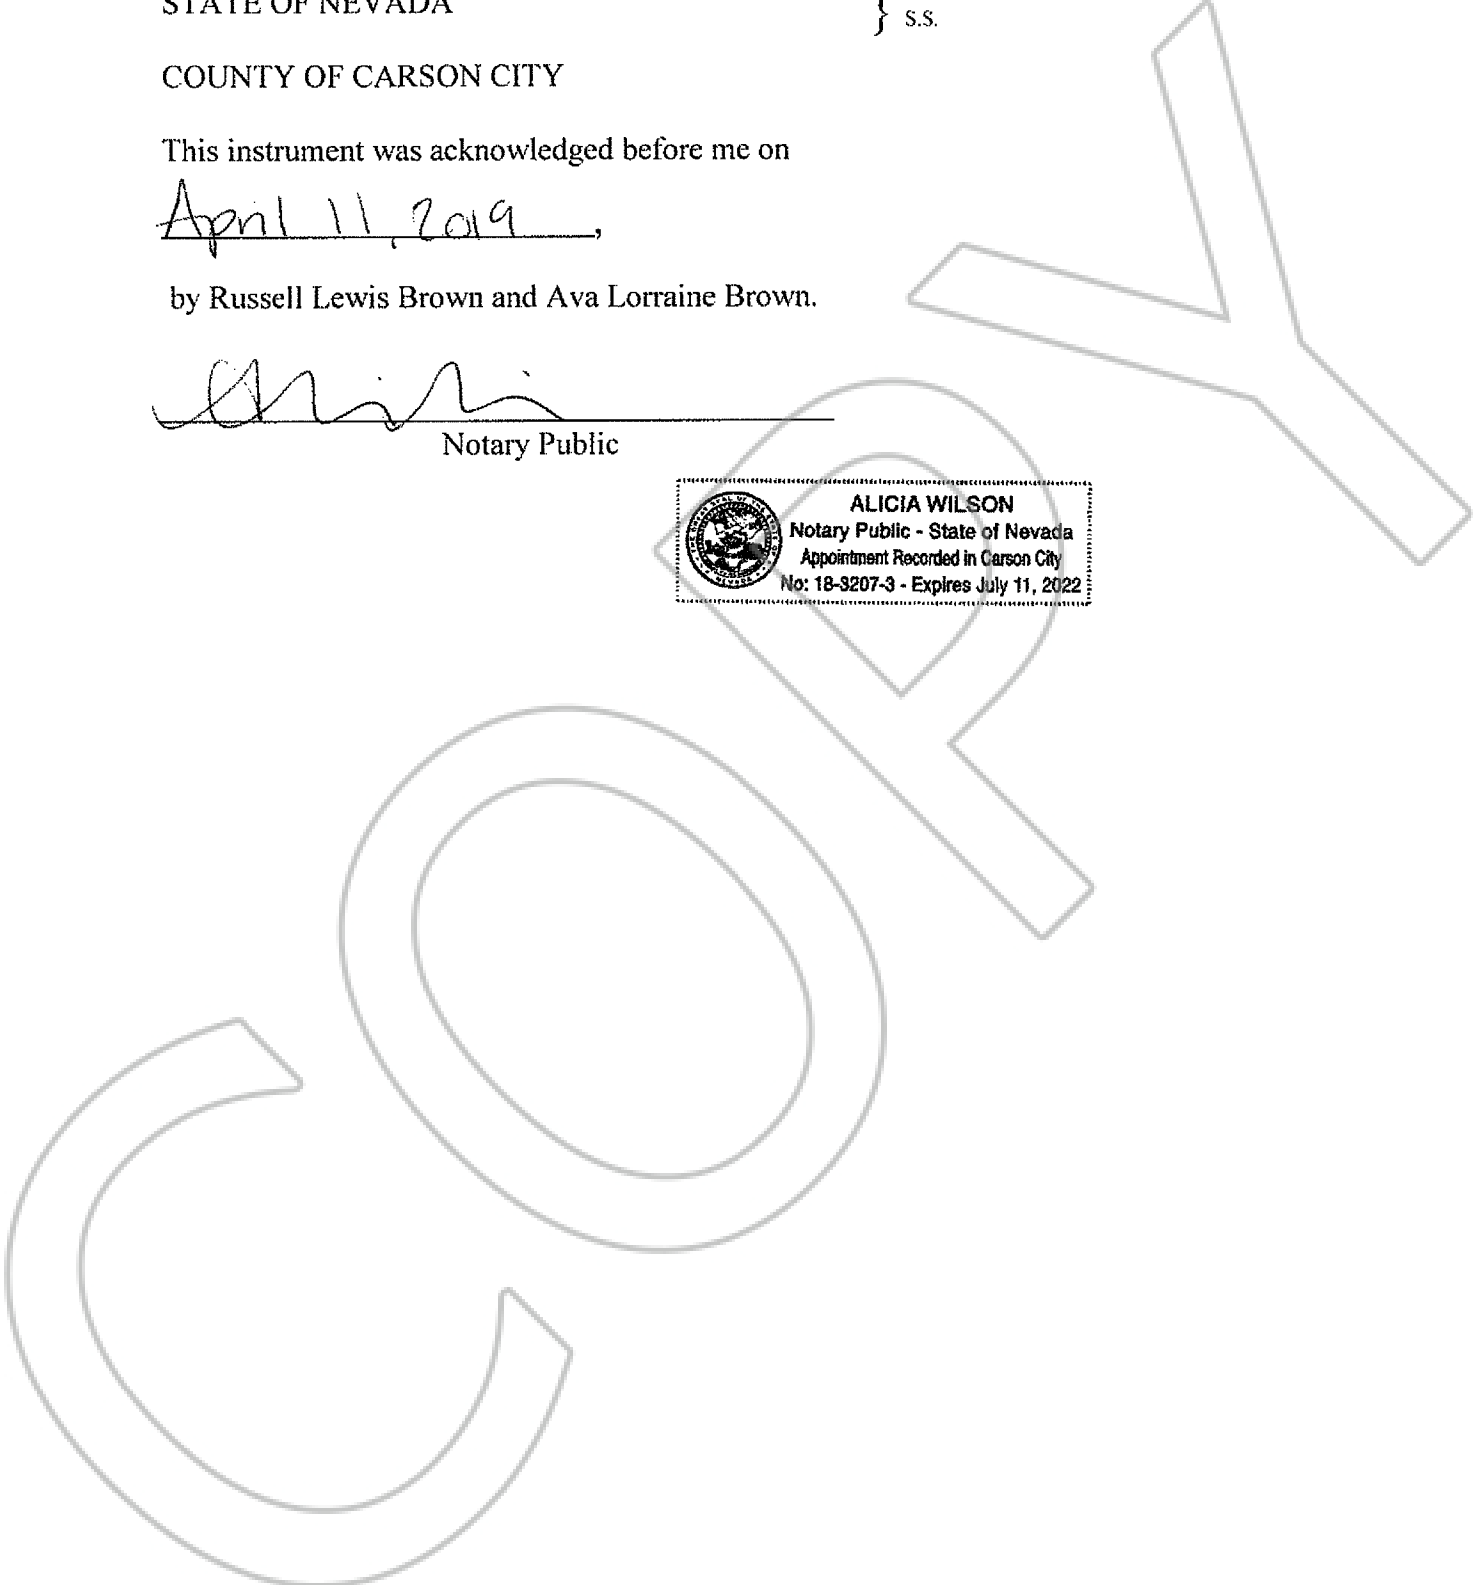 STATE OF NEVADA
} s.s.
COUNTY OF CARSON CITY
This instrument was acknowledged before me on
April 11, 2019,
by Russell Lewis Brown and Ava Lorraine Brown.
Notary Public
ALICIA WILSON
Notary Public - State of Nevada
Appointment Recorded in Carson City
No: 18-3207-3 - Expires July 11, 2022
COPY